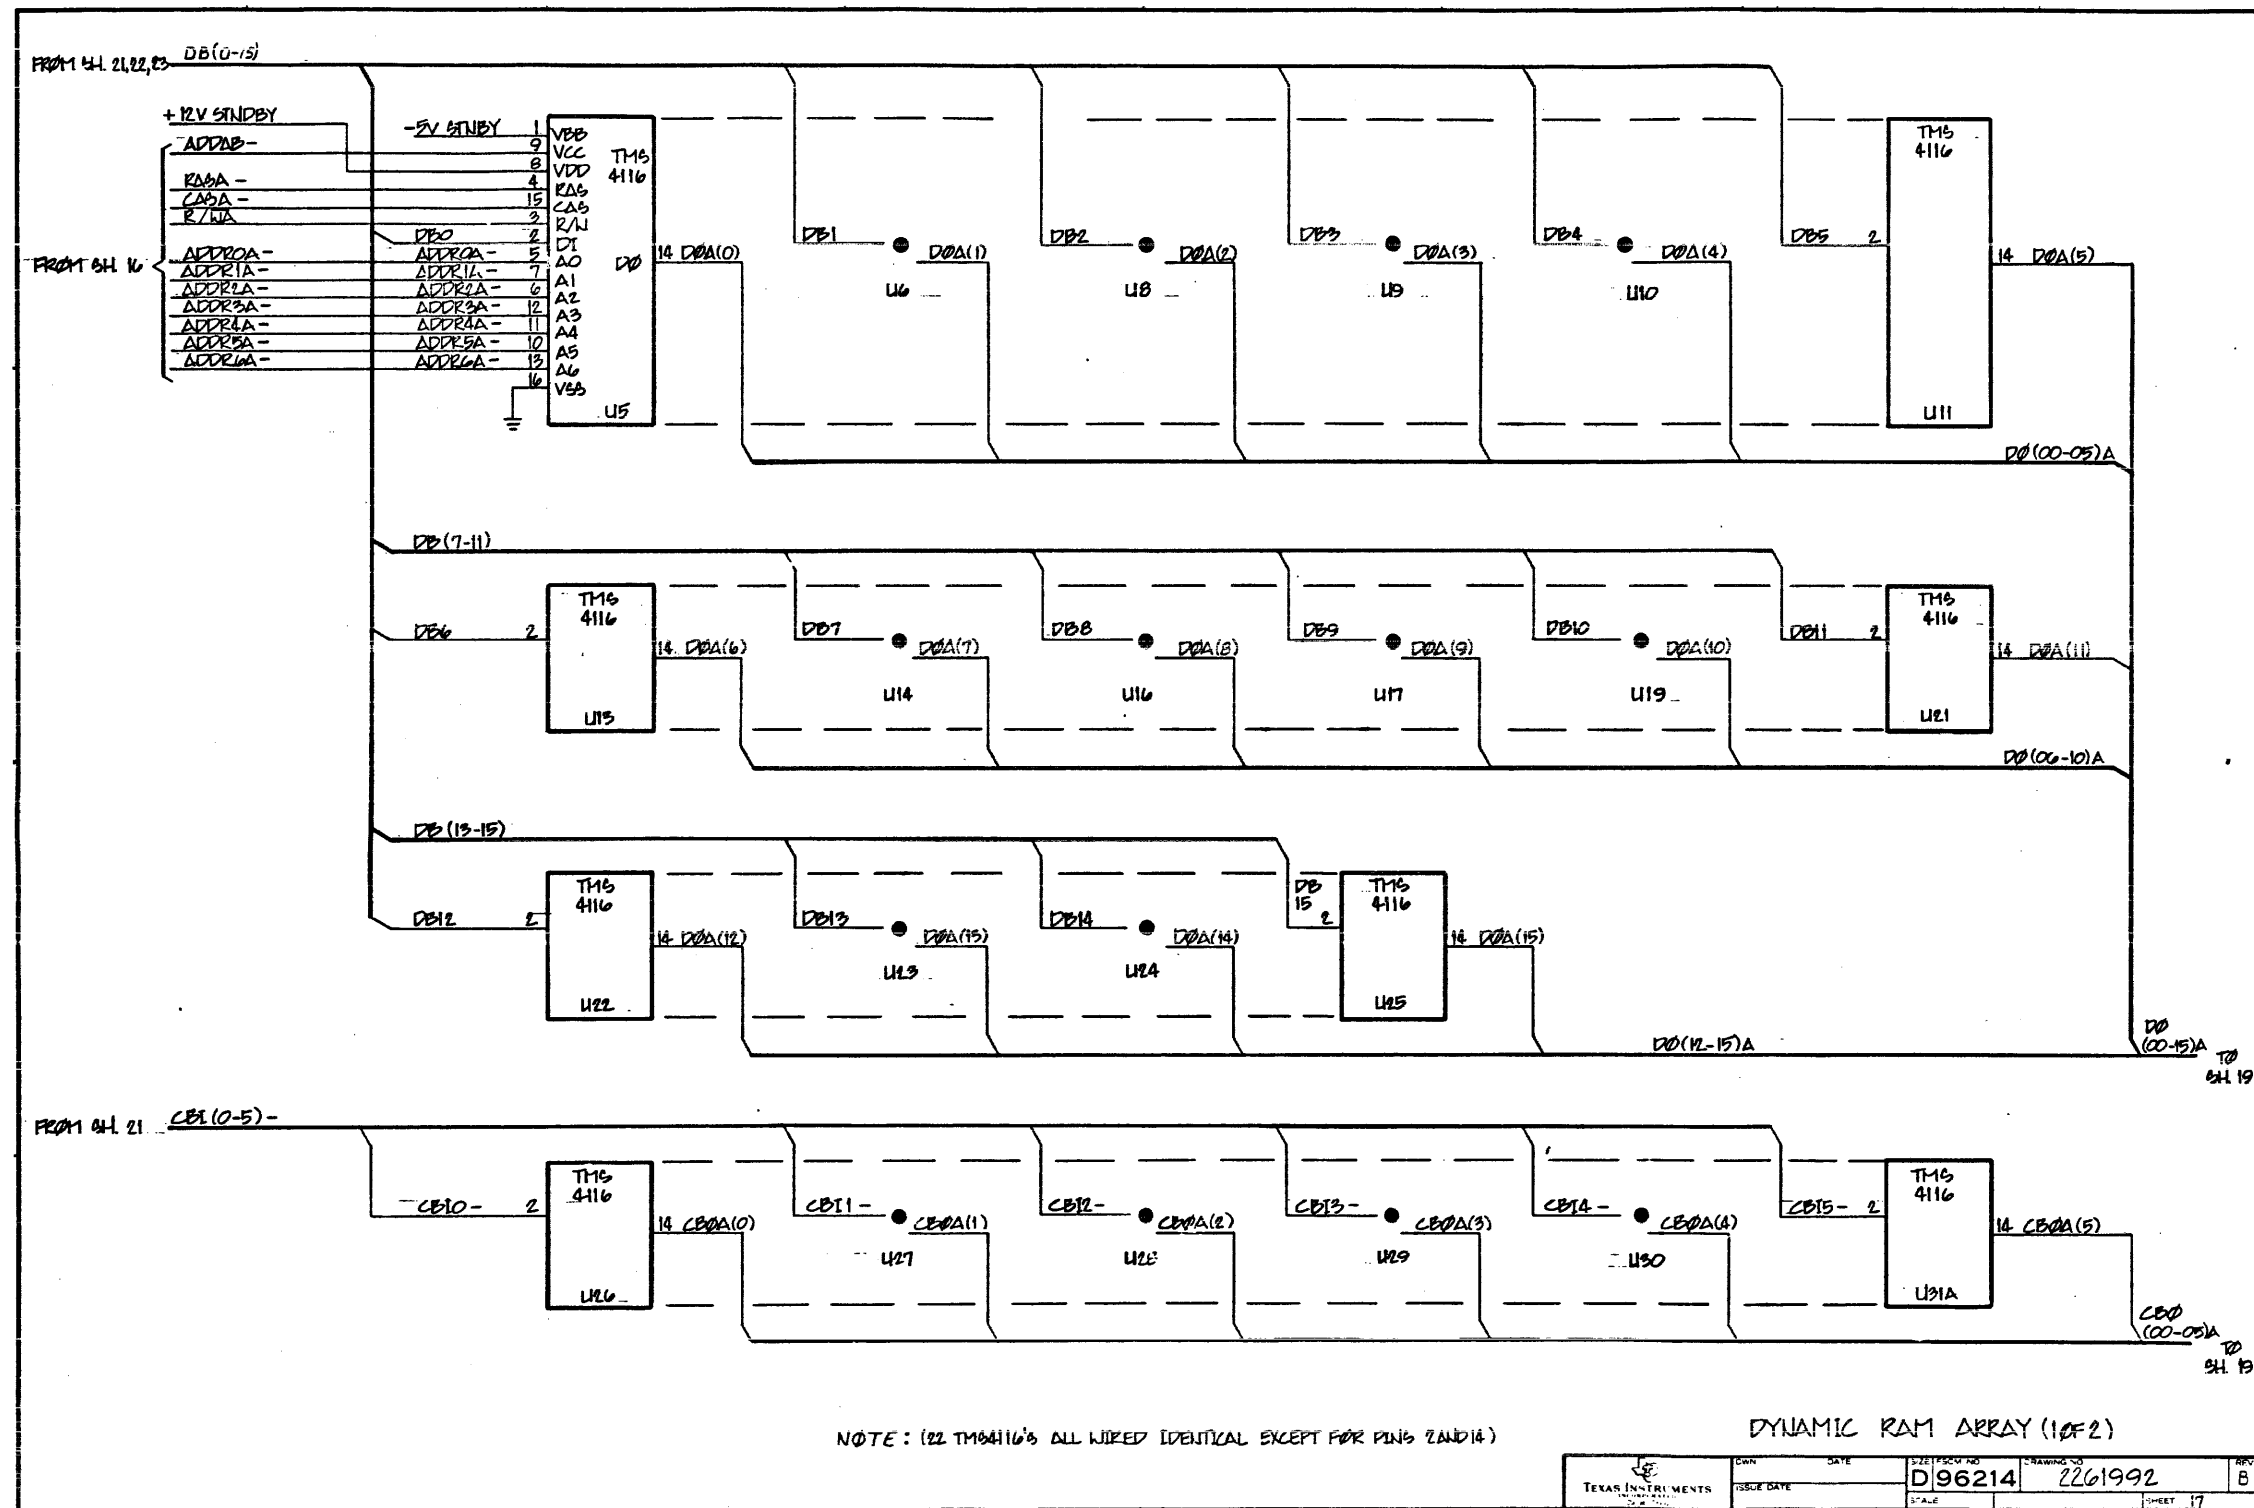 FRØM SH. 21,22,23
DB(0-15)
+12V STNDBY
-5V STNBY
ADDAB-
RASA-
CASA-
R/WA
FRØM SH. 16
ADDR0A-
ADDR1A-
ADDR2A-
ADDR3A-
ADDR4A-
ADDR5A-
ADDR6A-
DB0
ADDR0A-
ADDR1A-
ADDR2A-
ADDR3A-
ADDR4A-
ADDR5A-
ADDR6A-
1 VBB
9 VCC
8 VDD
4 RAS
15 CAS
3 R/W
2 DI
5 A0
7 A1
6 A2
12 A3
11 A4
10 A5
13 A6
16 VSS
TMS
4116
DØ
U5
14 DØA(0)
DB1
DØA(1)
U6
DB2
DØA(2)
U8
DB3
DØA(3)
U9
DB4
DØA(4)
U10
DB5 2
TMS
4116
U11
14 DØA(5)
DØ(00-05)A
DB(7-11)
DB6 2
TMS
4116
U13
14 DØA(6)
DB7
DØA(7)
U14
DB8
DØA(8)
U16
DB9
DØA(9)
U17
DB10
DØA(10)
U19
DB11 2
TMS
4116
U21
14 DØA(11)
DØ(06-10)A
DB(13-15)
DB12 2
TMS
4116
U22
14 DØA(12)
DB13
DØA(13)
U23
DB14
DØA(14)
U24
DB
15
2
TMS
4116
U25
14 DØA(15)
DØ(12-15)A
DØ
(00-15)A
TØ
SH. 19
FRØM SH. 21
CBI(0-5)-
CBI0- 2
TMS
4116
U26
14 CBØA(0)
CBI1-
CBØA(1)
U27
CBI2-
CBØA(2)
CBI3-
CBØA(3)
U29
CBI4-
CBØA(4)
U30
CBI5- 2
TMS
4116
U31A
14 CBØA(5)
CBØ
(00-05)A
TØ
SH. 19
NØTE: (22 TMS4116'S ALL WIRED IDENTICAL EXCEPT FØR PINS 2 AND 14)
DYNAMIC RAM ARRAY (1ØF2)
TEXAS INSTRUMENTS
INCORPORATED
DWN DATE
ISSUE DATE
SIZE D
FSCM NO 96214
DRAWING NO 2261992
REV B
SCALE
SHEET 17